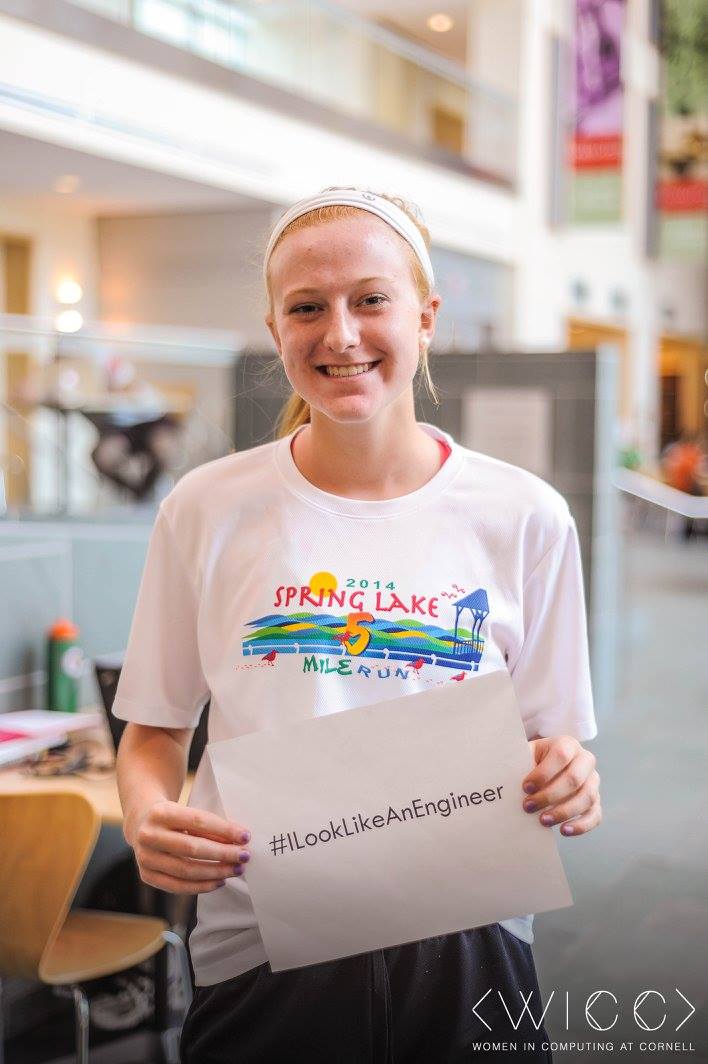 2014
SPRING LAKE
5
MILE RUN
#ILookLikeAnEngineer
<WICC>
WOMEN IN COMPUTING AT CORNELL